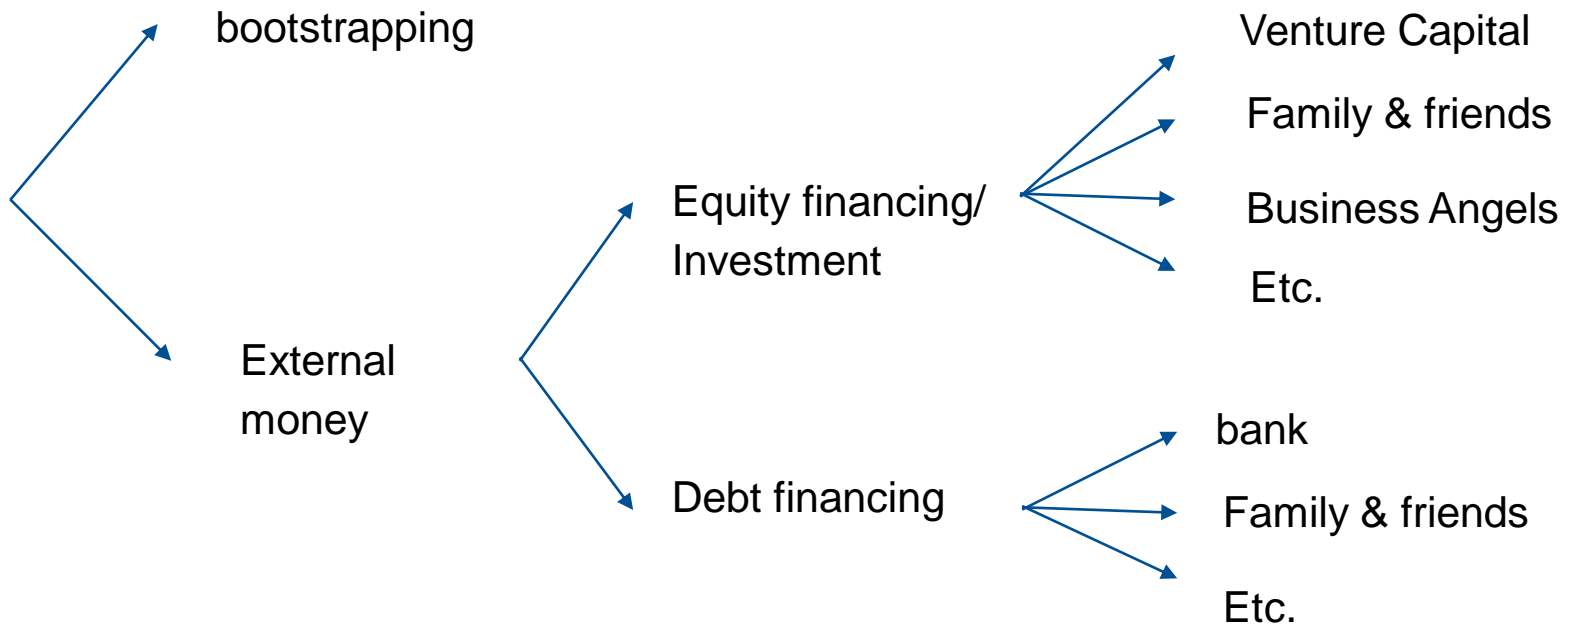 bootstrapping
External
money
Equity financing/
Investment
Debt financing
Venture Capital
Family & friends
Business Angels
Etc.
bank
Family & friends
Etc.